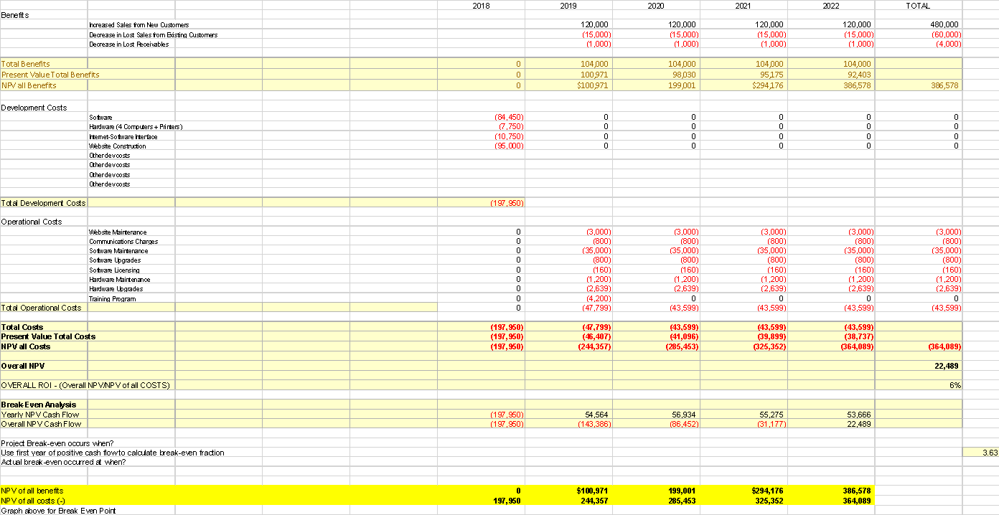 2018 2019 2020 2021 2022 TOTAL
Benefits
Increased Sales from New Customers 120,000 120,000 120,000 120,000 480,000
Decrease in Lost Sales from Existing Customers (15,000) (15,000) (15,000) (15,000) (60,000)
Decrease in Lost Receivables (1,000) (1,000) (1,000) (1,000) (4,000)
Total Benefits 0 104,000 104,000 104,000 104,000
Present Value Total Benefits 0 100,971 98,030 95,175 92,403
NPV all Benefits 0 $100,971 199,001 $294,176 386,578 386,578
Development Costs
Software (84,450) 0 0 0 0 0
Hardware (4 Computers + Printers) (7,750) 0 0 0 0 0
Internet-Software Interface (10,750) 0 0 0 0 0
Website Construction (95,000) 0 0 0 0 0
Other dev costs
Other dev costs
Other dev costs
Other dev costs
Total Development Costs (197,950)
Operational Costs
Website Maintenance 0 (3,000) (3,000) (3,000) (3,000) (3,000)
Communications Charges 0 (800) (800) (800) (800) (800)
Software Maintenance 0 (35,000) (35,000) (35,000) (35,000) (35,000)
Software Upgrades 0 (800) (800) (800) (800) (800)
Software Licensing 0 (160) (160) (160) (160) (160)
Hardware Maintenance 0 (1,200) (1,200) (1,200) (1,200) (1,200)
Hardware Upgrades 0 (2,639) (2,639) (2,639) (2,639) (2,639)
Training Program 0 (4,200) 0 0 0 0
Total Operational Costs 0 (47,799) (43,599) (43,599) (43,599) (43,599)
Total Costs (197,950) (47,799) (43,599) (43,599) (43,599)
Present Value Total Costs (197,950) (46,407) (41,096) (39,899) (38,737)
NPV all Costs (197,950) (244,357) (285,453) (325,352) (364,089) (364,089)
Overall NPV 22,489
OVERALL ROI - (Overall NPV/NPV of all COSTS) 6%
Break Even Analysis
Yearly NPV Cash Flow (197,950) 54,564 56,934 55,275 53,666
Overall NPV Cash Flow (197,950) (143,386) (86,452) (31,177) 22,489
Project Break-even occurs when?
Use first year of positive cash flow to calculate break-even fraction 3.63
Actual break-even occurred at when?
NPV of all benefits 0 $100,971 199,001 $294,176 386,578
NPV of all costs (-) 197,950 244,357 285,453 325,352 364,089
Graph above for Break Even Point